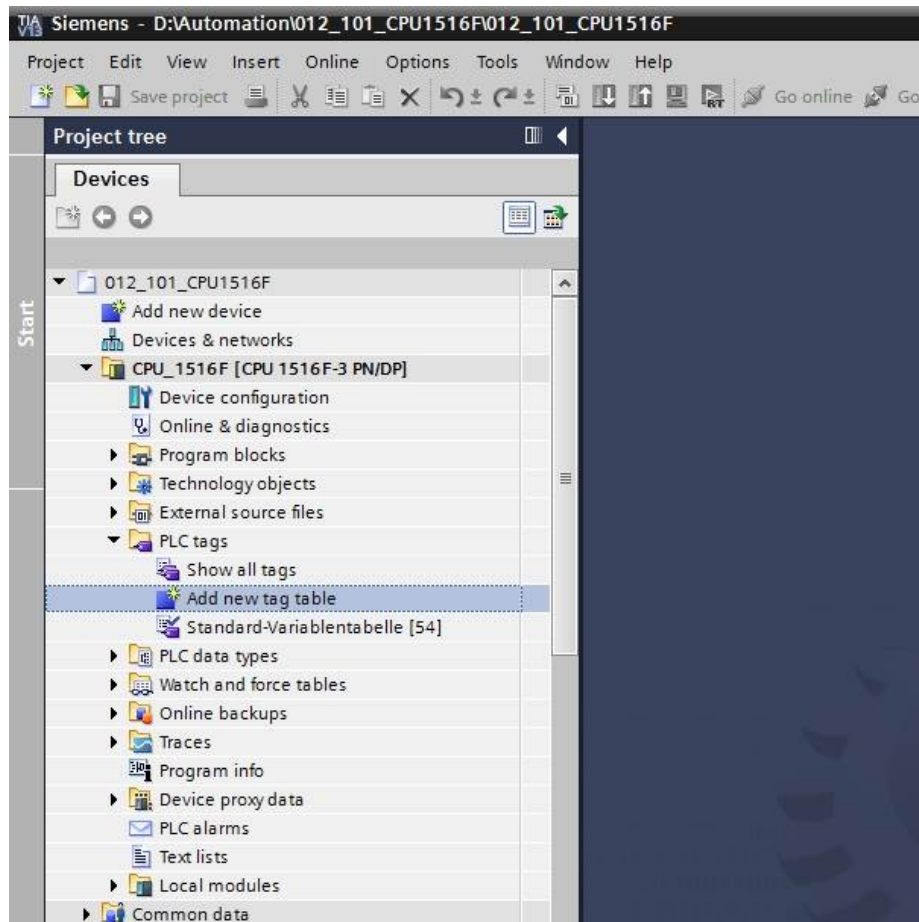 TIA V13 Siemens - D:\Automation\012_101_CPU1516F\012_101_CPU1516F
Project Edit View Insert Online Options Tools Window Help
Save project Go online Go
Project tree
Devices
Start
012_101_CPU1516F
Add new device
Devices & networks
CPU_1516F [CPU 1516F-3 PN/DP]
Device configuration
Online & diagnostics
Program blocks
Technology objects
External source files
PLC tags
Show all tags
Add new tag table
Standard-Variablentabelle [54]
PLC data types
Watch and force tables
Online backups
Traces
Program info
Device proxy data
PLC alarms
Text lists
Local modules
Common data